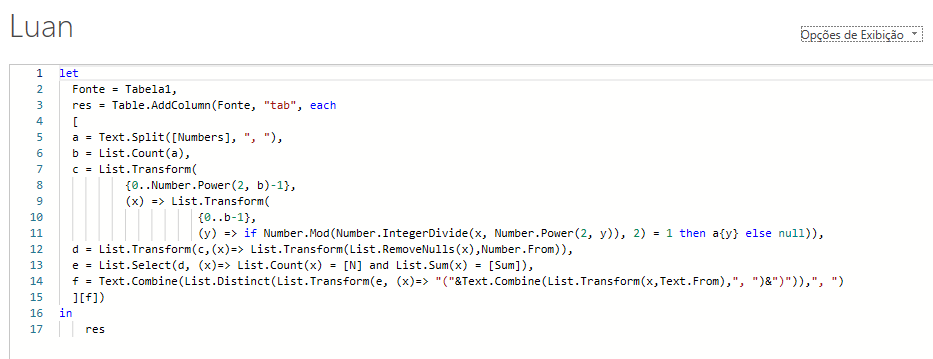 Luan
Opções de Exibição
1 let
2 Fonte = Tabela1,
3 res = Table.AddColumn(Fonte, "tab", each
4 [
5 a = Text.Split([Numbers], ", "),
6 b = List.Count(a),
7 c = List.Transform(
8 {0..Number.Power(2, b)-1},
9 (x) => List.Transform(
10 {0..b-1},
11 (y) => if Number.Mod(Number.IntegerDivide(x, Number.Power(2, y)), 2) = 1 then a{y} else null)),
12 d = List.Transform(c,(x)=> List.Transform(List.RemoveNulls(x),Number.From)),
13 e = List.Select(d, (x)=> List.Count(x) = [N] and List.Sum(x) = [Sum]),
14 f = Text.Combine(List.Distinct(List.Transform(e, (x)=> "("&Text.Combine(List.Transform(x,Text.From),", ")&")")),", ")
15 ][f])
16 in
17 res